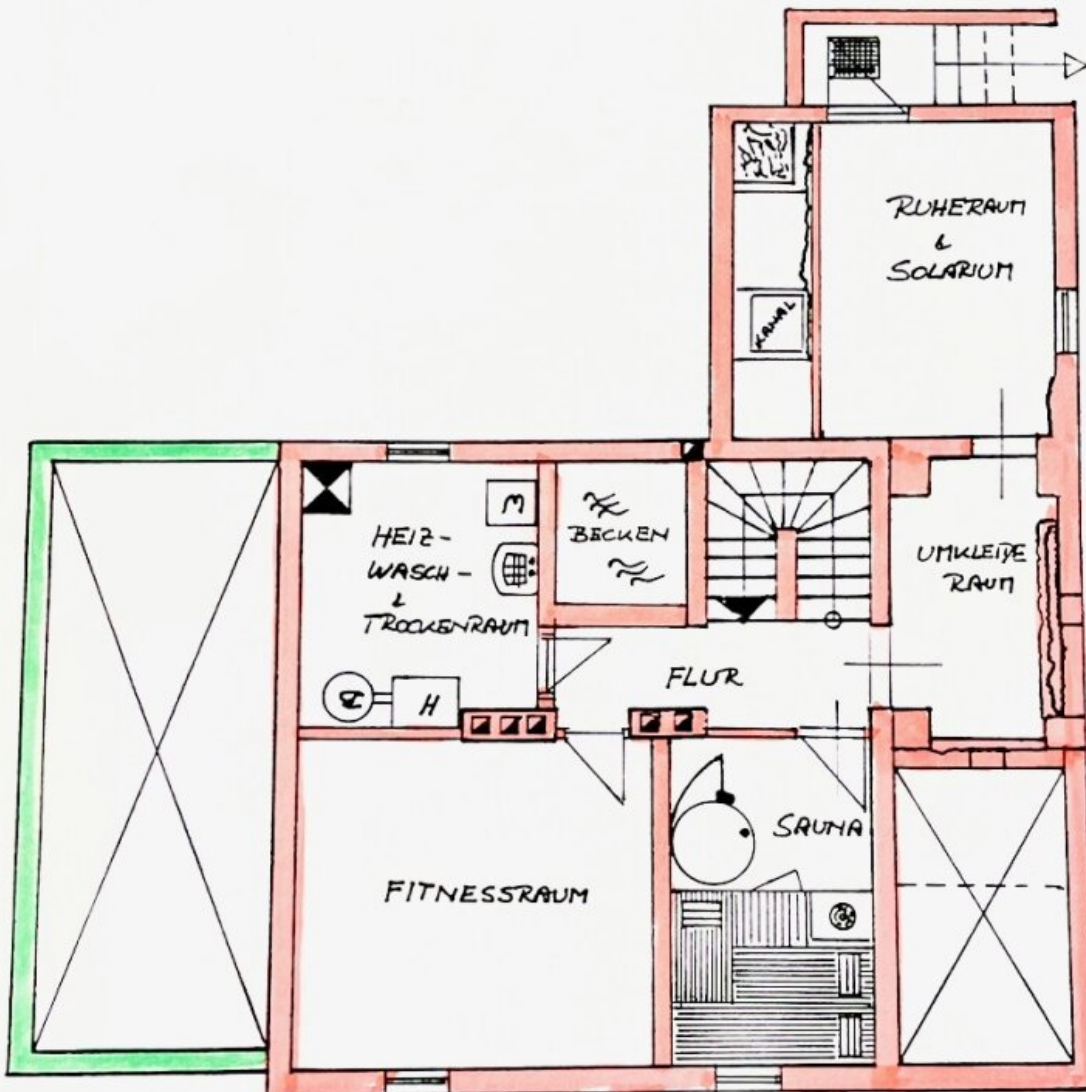 RUHERAUM
&
SOLARIUM
KANAL
HEIZ-
WASCH-
&
TROCKENRAUM
BECKEN
UMKLEIDE
RAUM
FLUR
B
H
SAUNA
FITNESSRAUM